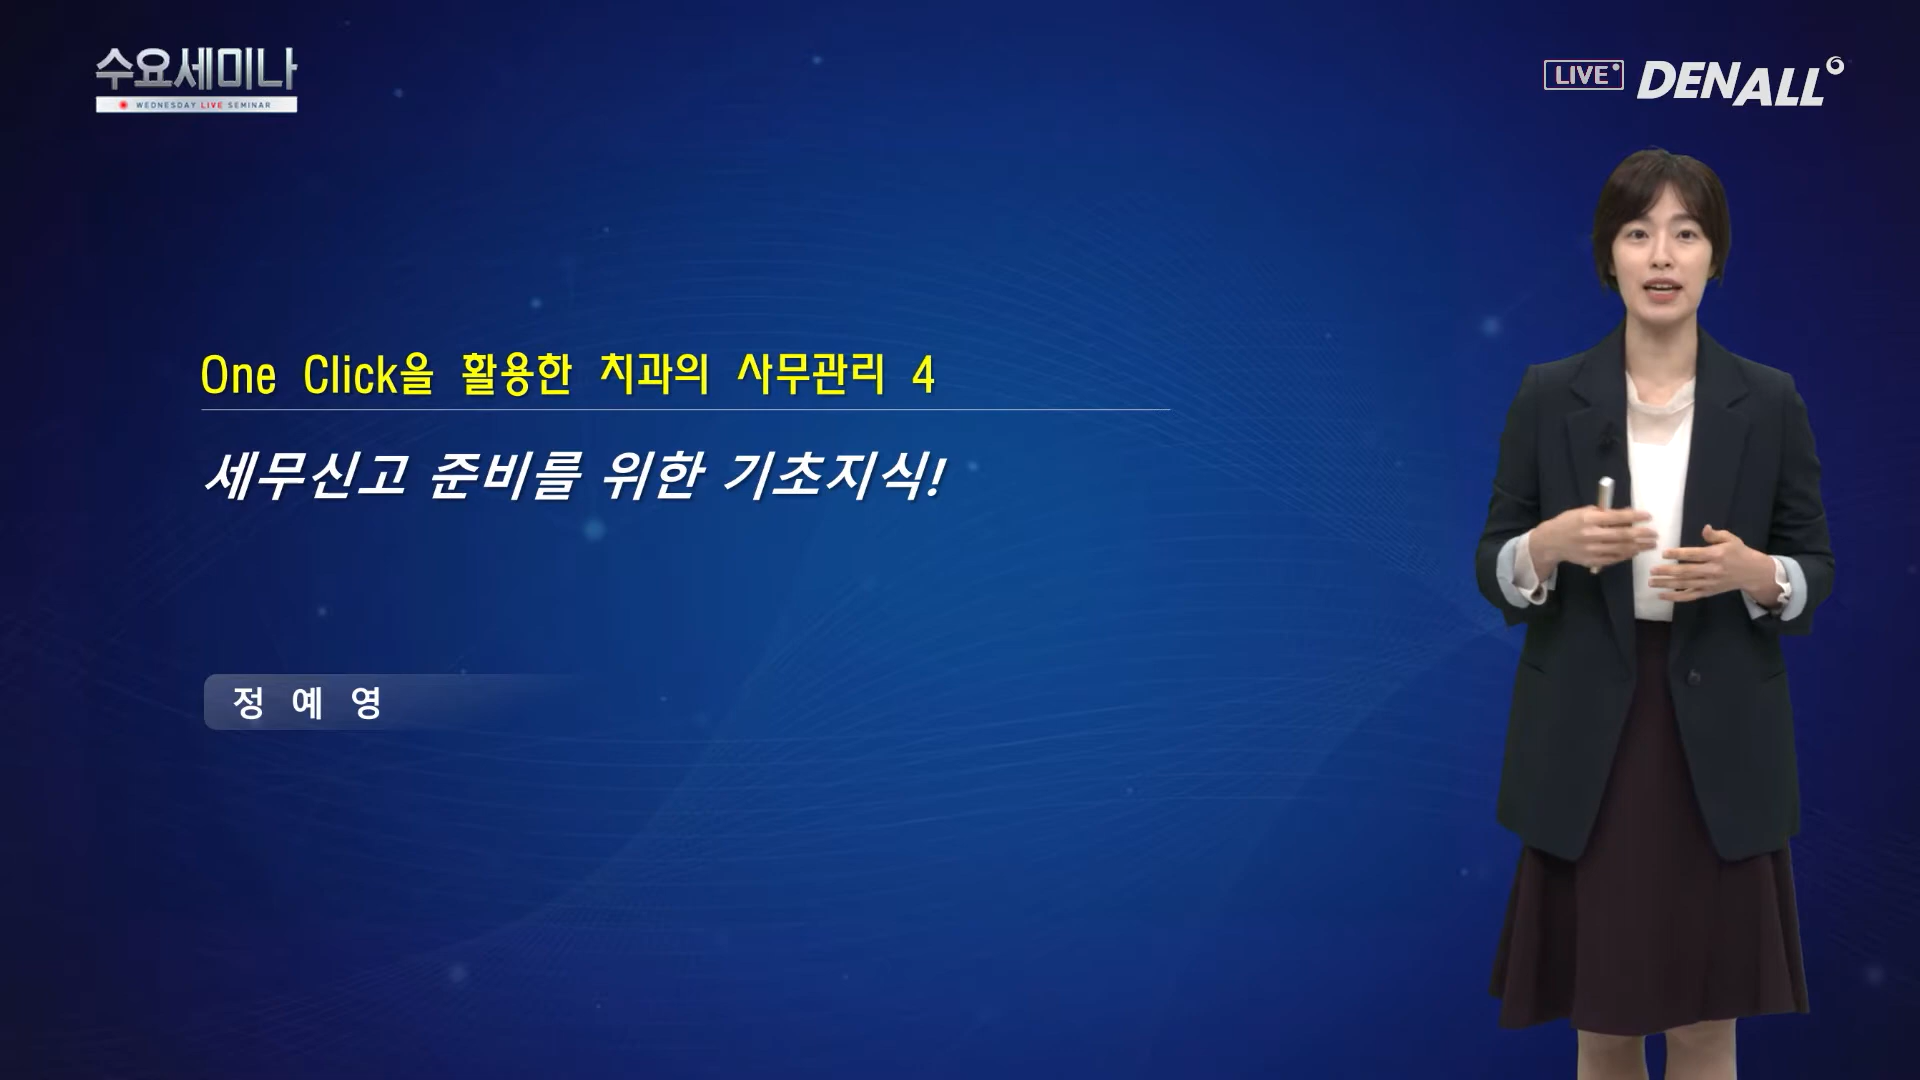 수요세미나
WEDNESDAY LIVE SEMINAR
LIVE
DENALL
One Click을 활용한 치과의 사무관리 4
세무신고 준비를 위한 기초지식!
정 예 영